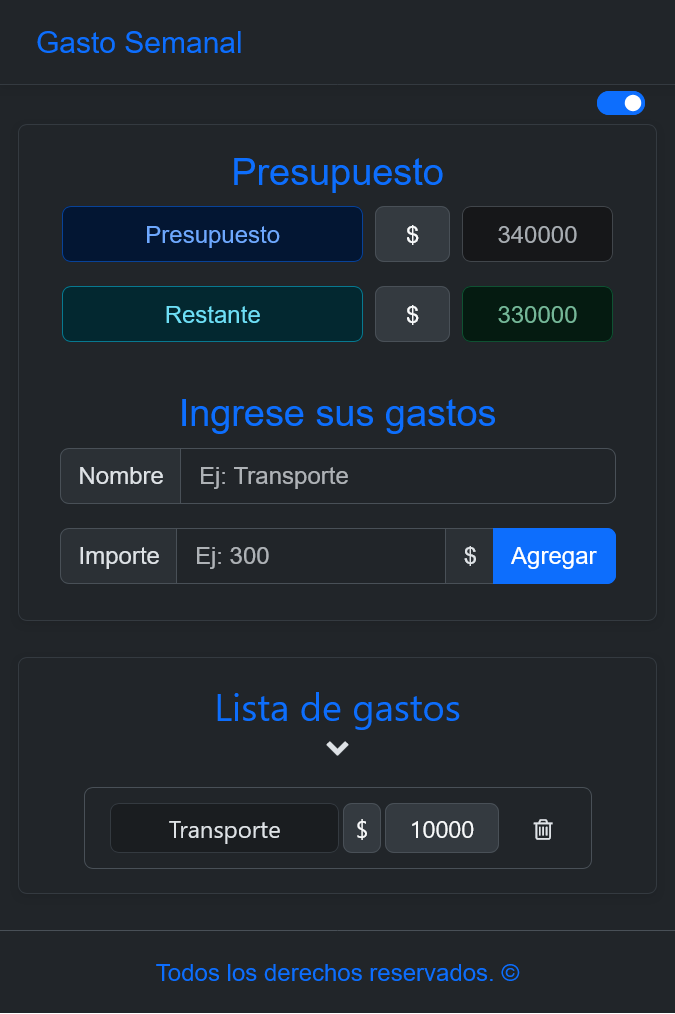 Gasto Semanal
Presupuesto
Presupuesto $ 340000
Restante $ 330000
Ingrese sus gastos
Nombre Ej: Transporte
Importe Ej: 300 $ Agregar
Lista de gastos
Transporte $ 10000
Todos los derechos reservados. ©